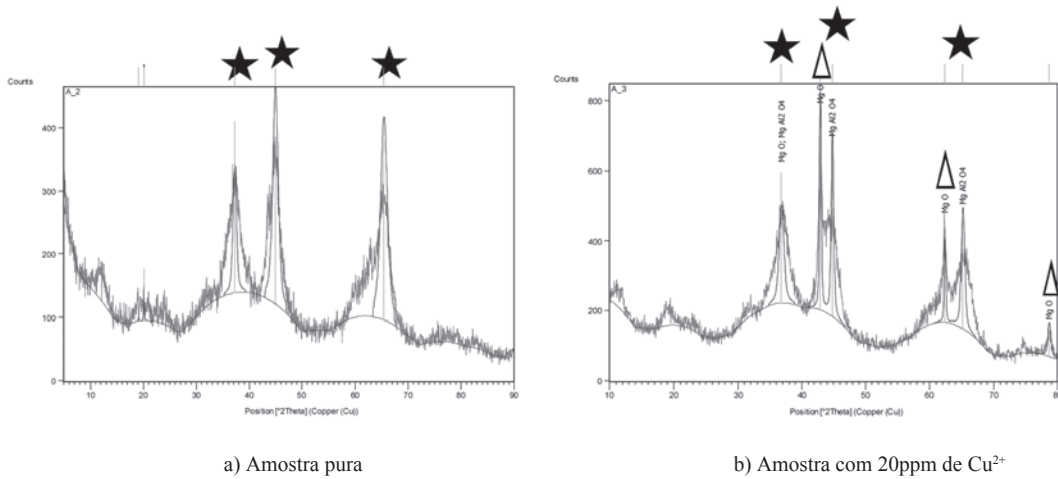 Counts
A_2
400
300
200
100
0
10 20 30 40 50 60 70 80 90
Position [°2Theta] (Copper (Cu))
a) Amostra pura
Counts
A_3
800
600
400
200
0
Mg O; Mg Al2 O4
Mg O
Mg Al2 O4
Mg O
Mg Al2 O4
Mg O
10 20 30 40 50 60 70 80
Position [°2Theta] (Copper (Cu))
b) Amostra com 20ppm de Cu²⁺